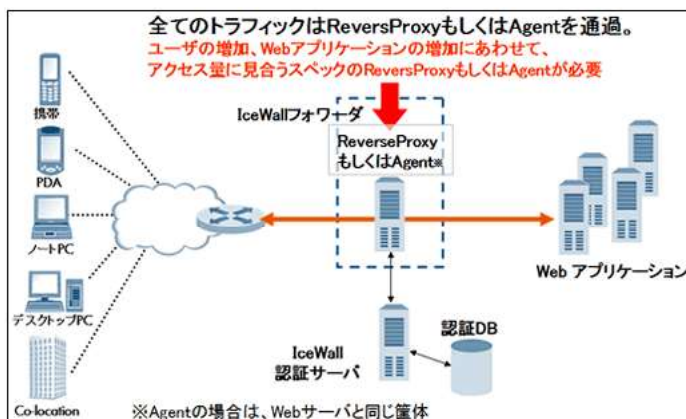 全てのトラフィックはReversProxyもしくはAgentを通過。
ユーザの増加、Webアプリケーションの増加にあわせて、
アクセス量に見合うスペックのReversProxyもしくはAgentが必要
IceWallフォワーダ
ReverseProxy
もしくはAgent※
携帯
PDA
ノートPC
デスクトップPC
Co-location
Web アプリケーション
IceWall
認証サーバ
認証DB
※Agentの場合は、Webサーバと同じ筐体